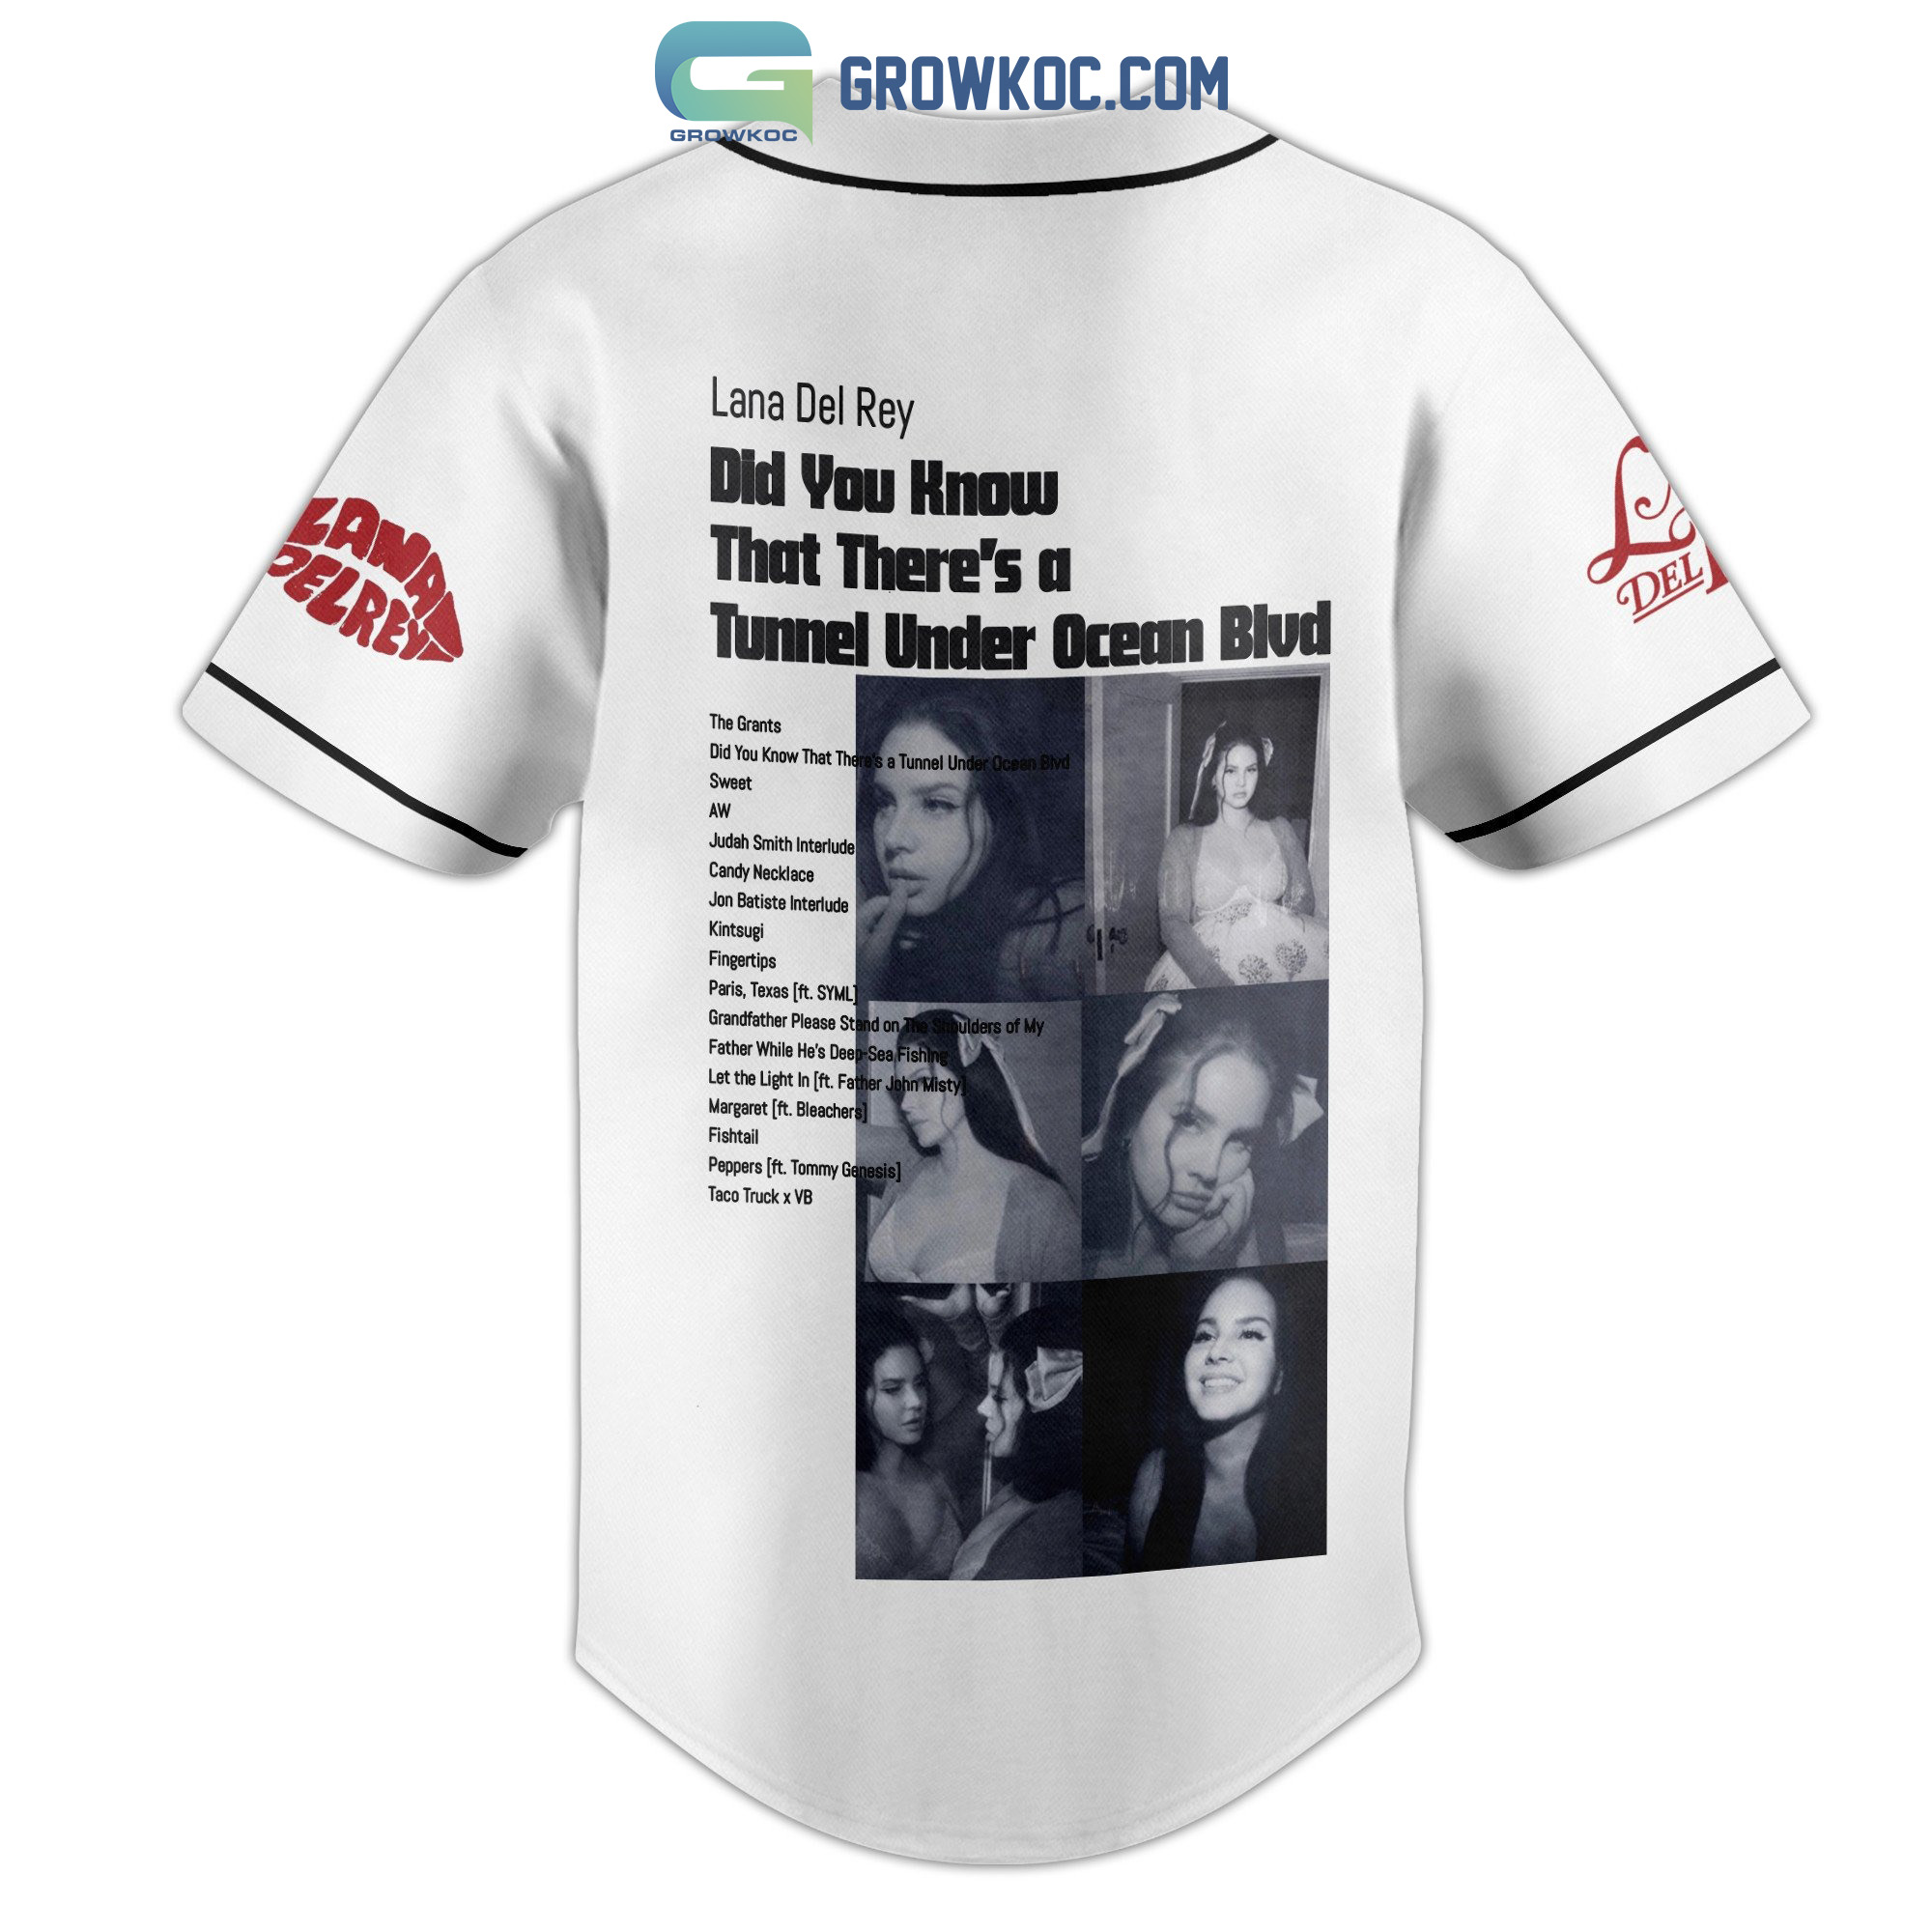 GROWKOC
GROWKOC.COM
Lana Del Rey
Did You Know
That There's a
Tunnel Under Ocean Blvd
LANA
DEL REY
DEL
The Grants
Did You Know That There's a Tunnel Under Ocean Blvd
Sweet
AW
Judah Smith Interlude
Candy Necklace
Jon Batiste Interlude
Kintsugi
Fingertips
Paris, Texas [ft. SYML]
Grandfather Please Stand on The Shoulders of My
Father While He's Deep-Sea Fishing
Let the Light In [ft. Father John Misty]
Margaret [ft. Bleachers]
Fishtail
Peppers [ft. Tommy Genesis]
Taco Truck x VB